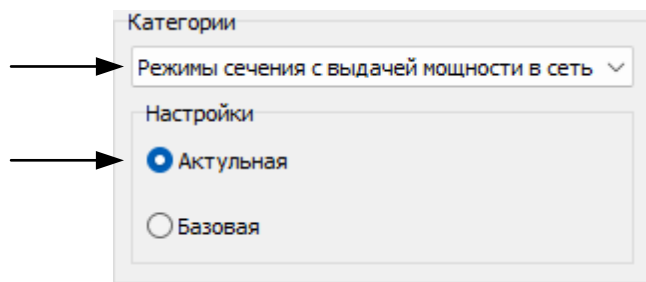 Категории
Режимы сечения с выдачей мощности в сеть
Настройки
Актульная
Базовая